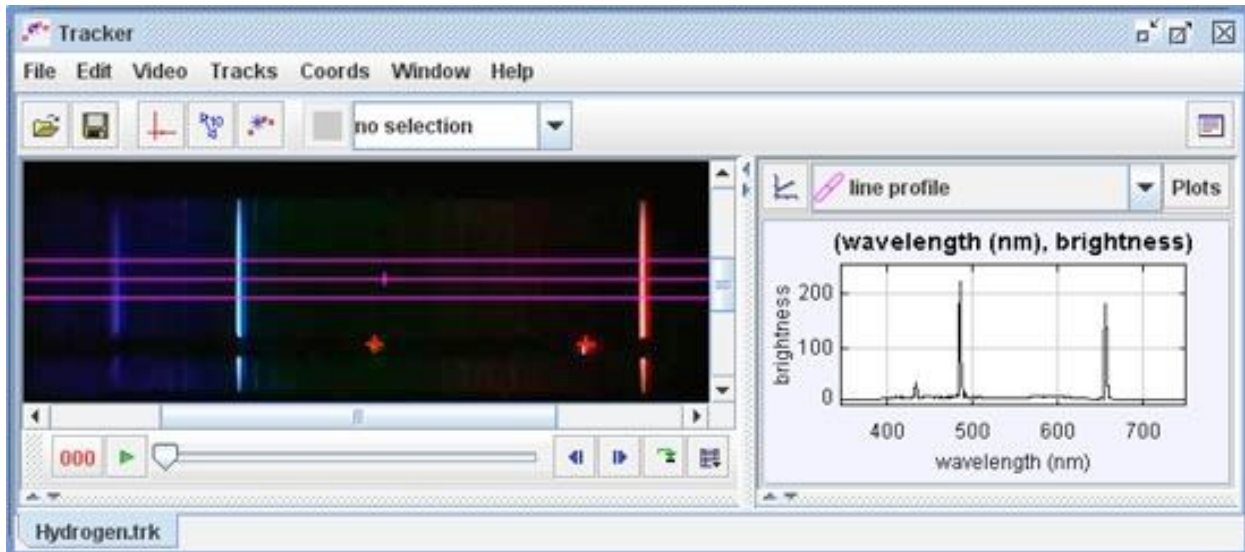 Tracker
File Edit Video Tracks Coords Window Help
no selection
line profile
Plots
(wavelength (nm), brightness)
brightness
200
100
0
400 500 600 700
wavelength (nm)
000
Hydrogen.trk